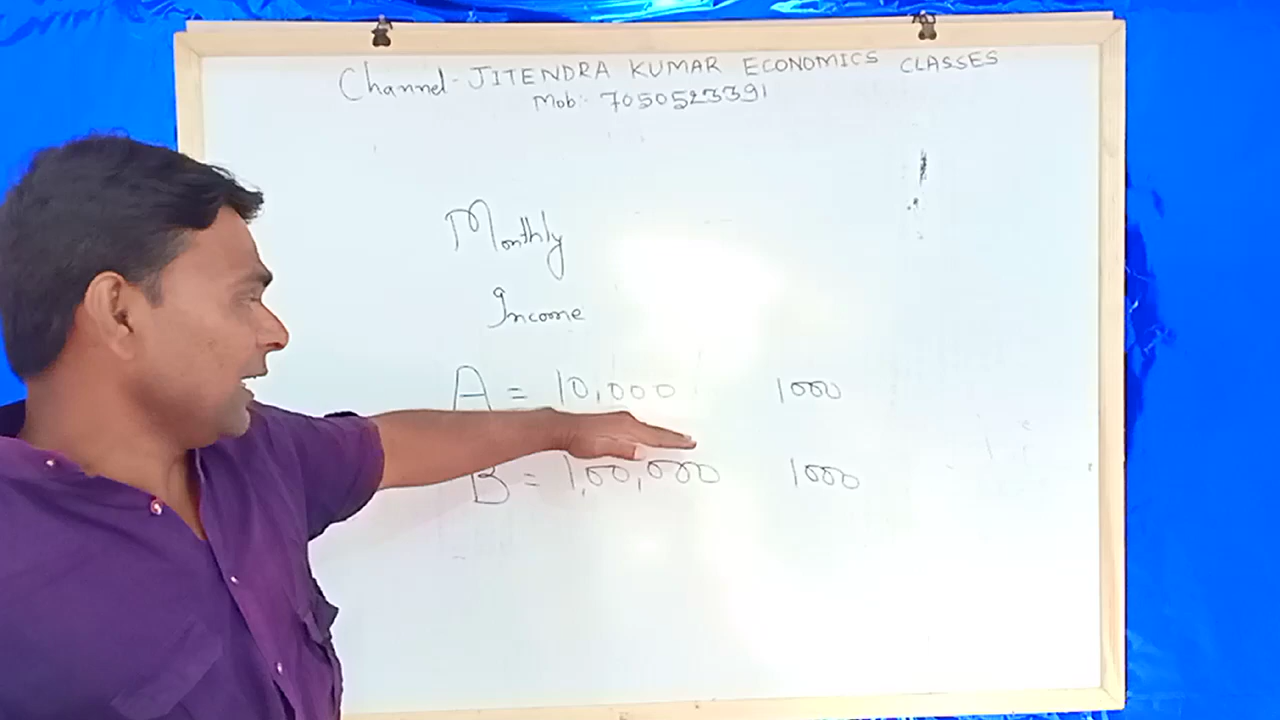 Channel- JITENDRA KUMAR ECONOMICS CLASSES
Mob:- 7050523391
Monthly
Income
A = 10,000 1000
B = 1,00,000 1000